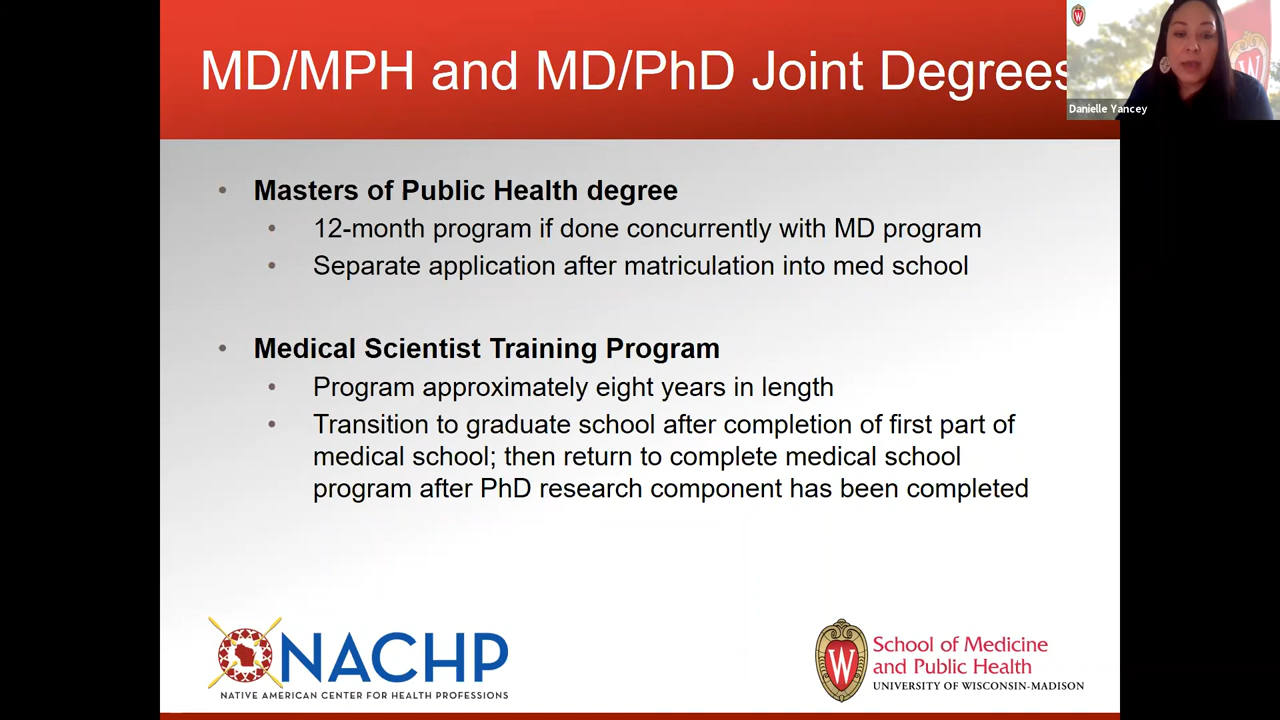 MD/MPH and MD/PhD Joint Degrees
W
W
Danielle Yancey
• Masters of Public Health degree
• 12-month program if done concurrently with MD program
• Separate application after matriculation into med school
• Medical Scientist Training Program
• Program approximately eight years in length
• Transition to graduate school after completion of first part of
medical school; then return to complete medical school
program after PhD research component has been completed
NACHP
NATIVE AMERICAN CENTER FOR HEALTH PROFESSIONS
W
School of Medicine
and Public Health
UNIVERSITY OF WISCONSIN-MADISON